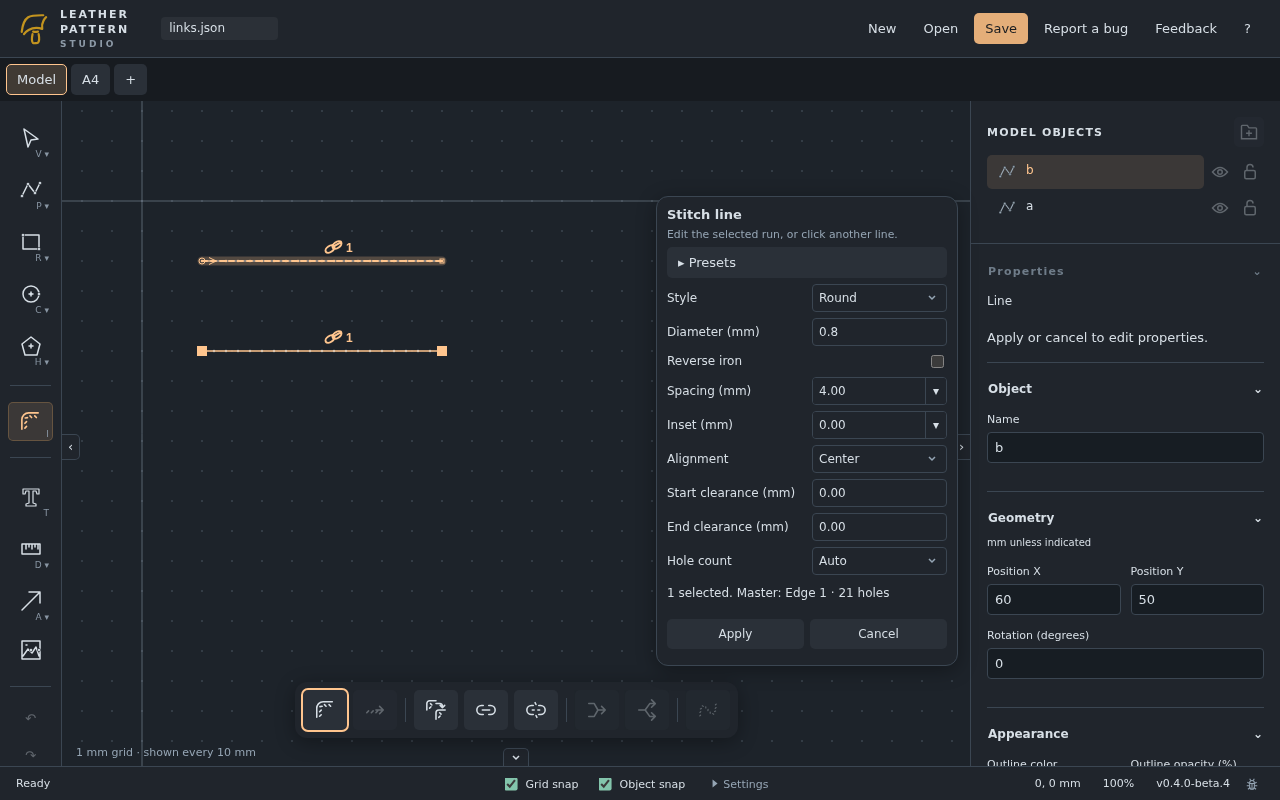 LEATHER
PATTERN
STUDIO
links.json
New
Open
Save
Report a bug
Feedback
?
Model
A4
+
V
P
R
C
H
I
T
D
A
1
1
Stitch line
Edit the selected run, or click another line.
Presets
Style
Round
Diameter (mm)
0.8
Reverse iron
Spacing (mm)
4.00
Inset (mm)
0.00
Alignment
Center
Start clearance (mm)
0.00
End clearance (mm)
0.00
Hole count
Auto
1 selected. Master: Edge 1 · 21 holes
Apply
Cancel
MODEL OBJECTS
b
a
Properties
Line
Apply or cancel to edit properties.
Object
Name
b
Geometry
mm unless indicated
Position X
Position Y
60
50
Rotation (degrees)
0
Appearance
Outline color
Outline opacity (%)
1 mm grid · shown every 10 mm
Ready
Grid snap
Object snap
Settings
0, 0 mm
100%
v0.4.0-beta.4